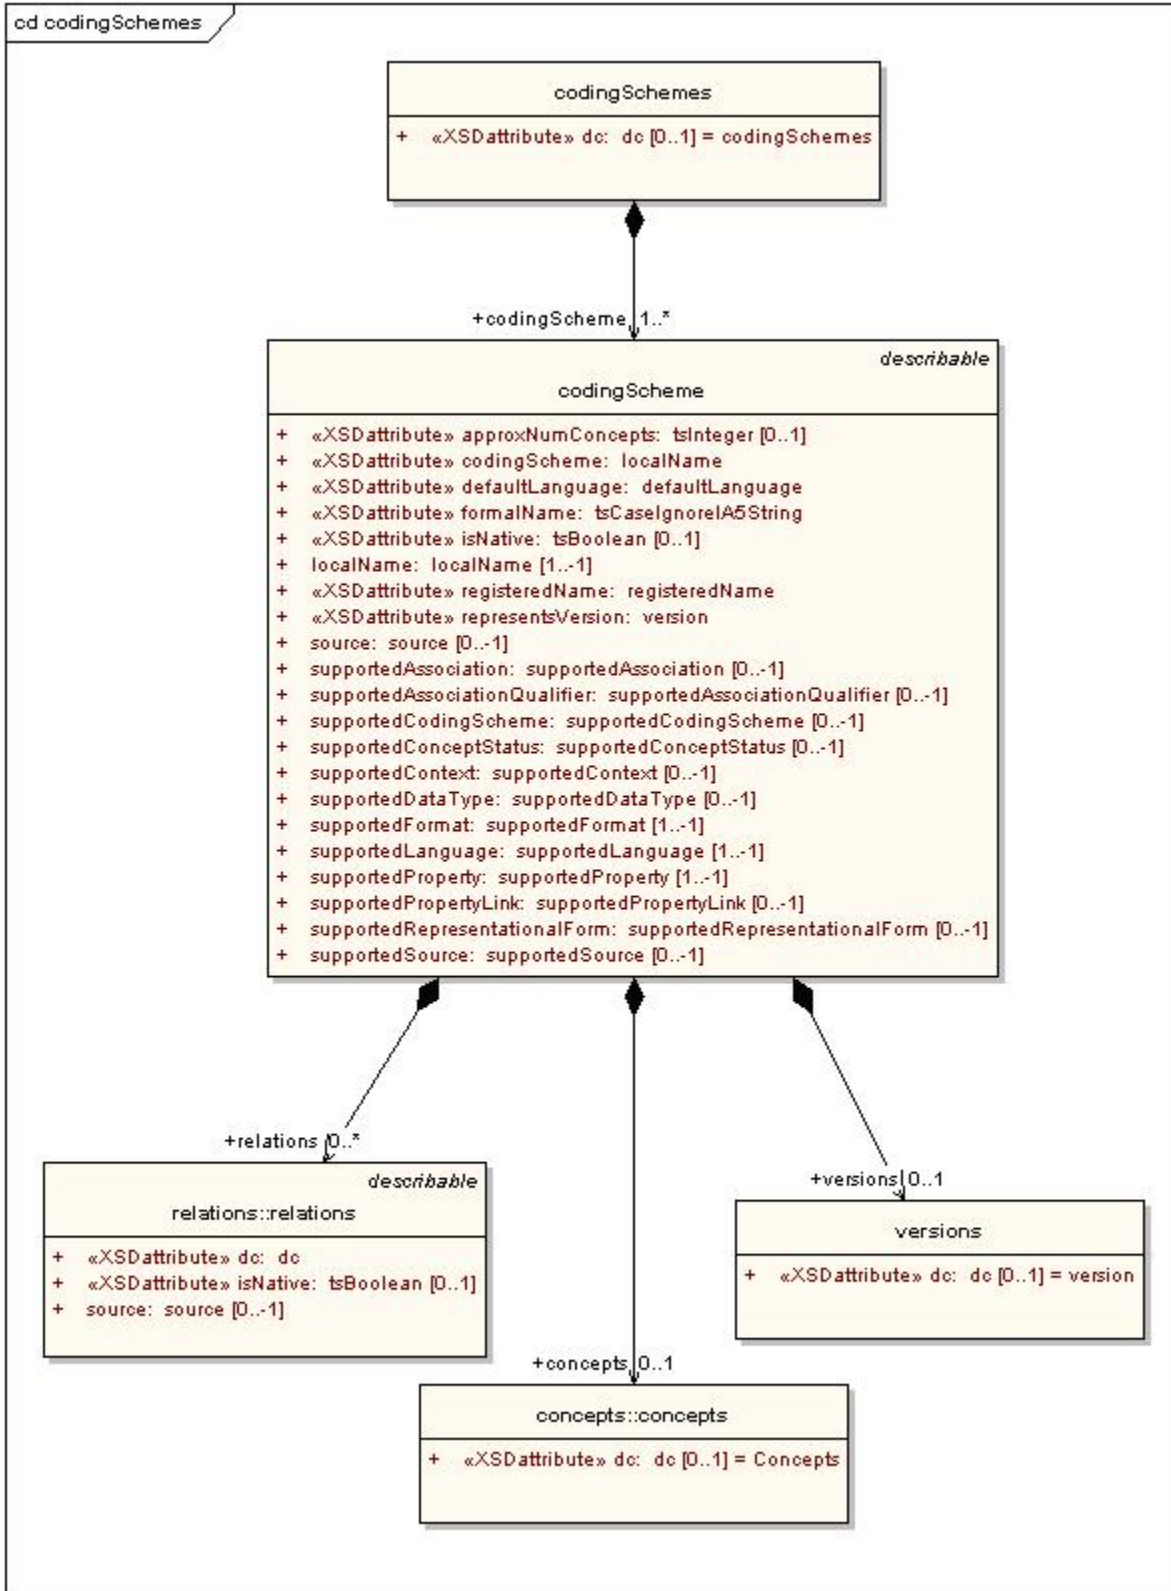 cd codingSchemes
codingSchemes
+ «XSDattribute» dc: dc [0..1] = codingSchemes
+codingScheme 1..*
describable
codingScheme
+ «XSDattribute» approxNumConcepts: tsInteger [0..1]
+ «XSDattribute» codingScheme: localName
+ «XSDattribute» defaultLanguage: defaultLanguage
+ «XSDattribute» formalName: tsCaseIgnoreIA5String
+ «XSDattribute» isNative: tsBoolean [0..1]
+ localName: localName [1..-1]
+ «XSDattribute» registeredName: registeredName
+ «XSDattribute» representsVersion: version
+ source: source [0..-1]
+ supportedAssociation: supportedAssociation [0..-1]
+ supportedAssociationQualifier: supportedAssociationQualifier [0..-1]
+ supportedCodingScheme: supportedCodingScheme [0..-1]
+ supportedConceptStatus: supportedConceptStatus [0..-1]
+ supportedContext: supportedContext [0..-1]
+ supportedDataType: supportedDataType [0..-1]
+ supportedFormat: supportedFormat [1..-1]
+ supportedLanguage: supportedLanguage [1..-1]
+ supportedProperty: supportedProperty [1..-1]
+ supportedPropertyLink: supportedPropertyLink [0..-1]
+ supportedRepresentationalForm: supportedRepresentationalForm [0..-1]
+ supportedSource: supportedSource [0..-1]
+relations 0..*
describable
relations::relations
+ «XSDattribute» dc: dc
+ «XSDattribute» isNative: tsBoolean [0..1]
+ source: source [0..-1]
+versions 0..1
versions
+ «XSDattribute» dc: dc [0..1] = version
+concepts 0..1
concepts::concepts
+ «XSDattribute» dc: dc [0..1] = Concepts